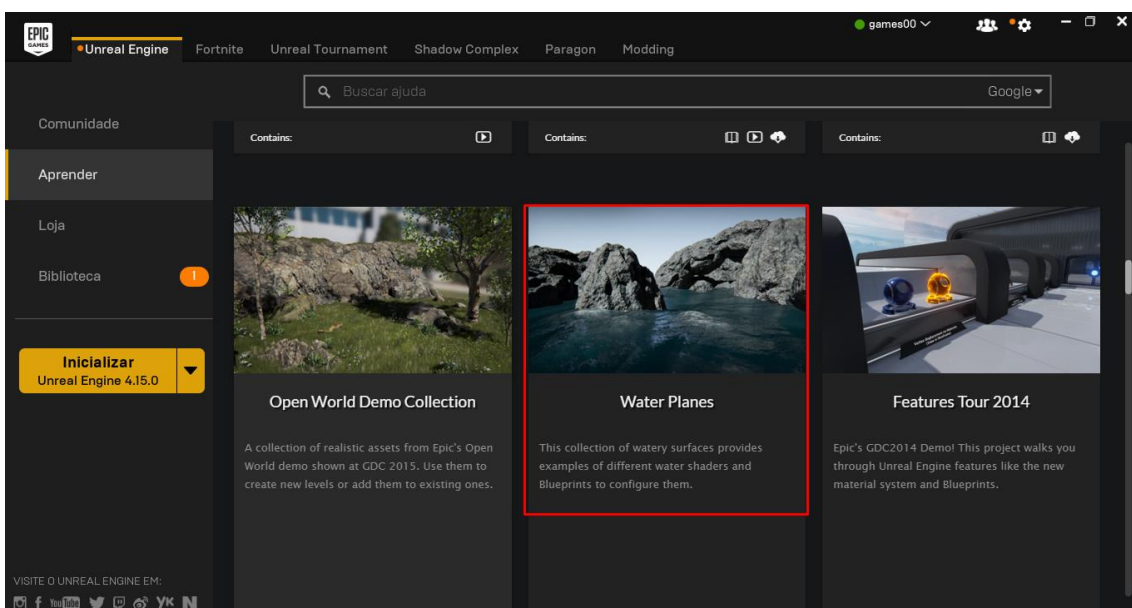 EPIC
GAMES
Unreal Engine
Fortnite
Unreal Tournament
Shadow Complex
Paragon
Modding
games00
Buscar ajuda
Google
Comunidade
Aprender
Loja
Biblioteca
1
Inicializar
Unreal Engine 4.15.0
VISITE O UNREAL ENGINE EM:
YouTube
Contains:
Contains:
Contains:
Open World Demo Collection
A collection of realistic assets from Epic's Open
World demo shown at GDC 2015. Use them to
create new levels or add them to existing ones.
Water Planes
This collection of watery surfaces provides
examples of different water shaders and
Blueprints to configure them.
Features Tour 2014
Epic's GDC2014 Demo! This project walks you
through Unreal Engine features like the new
material system and Blueprints.